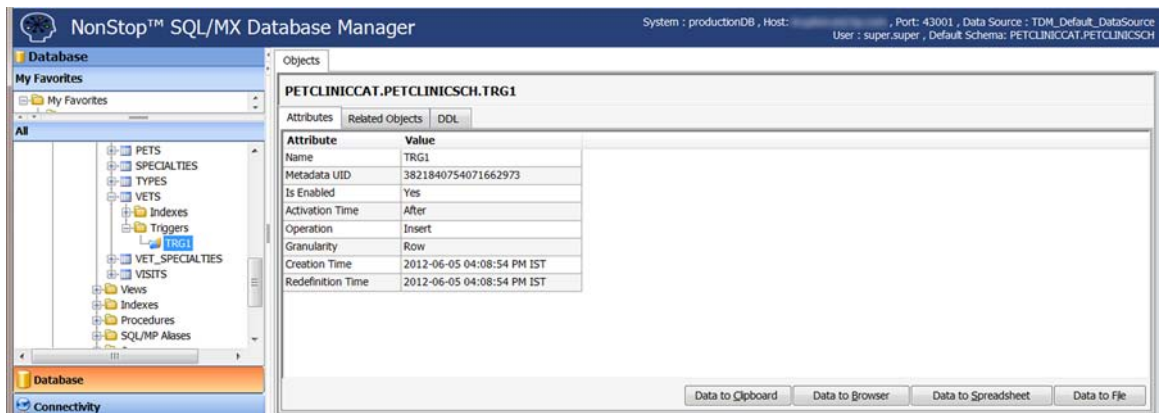 NonStop™ SQL/MX Database Manager
System : productionDB , Host: , Port: 43001 , Data Source : TDM_Default_DataSource
User : super.super , Default Schema: PETCLINICCAT.PETCLINICSCH
Database
My Favorites
My Favorites
All
PETS
SPECIALTIES
TYPES
VETS
Indexes
Triggers
TRG1
VET_SPECIALTIES
VISITS
Views
Indexes
Procedures
SQL/MP Aliases
Database
Connectivity
Objects
PETCLINICCAT.PETCLINICSCH.TRG1
Attributes Related Objects DDL
Attribute Value
Name TRG1
Metadata UID 3821840754071662973
Is Enabled Yes
Activation Time After
Operation Insert
Granularity Row
Creation Time 2012-06-05 04:08:54 PM IST
Redefinition Time 2012-06-05 04:08:54 PM IST
Data to Clipboard Data to Browser Data to Spreadsheet Data to File